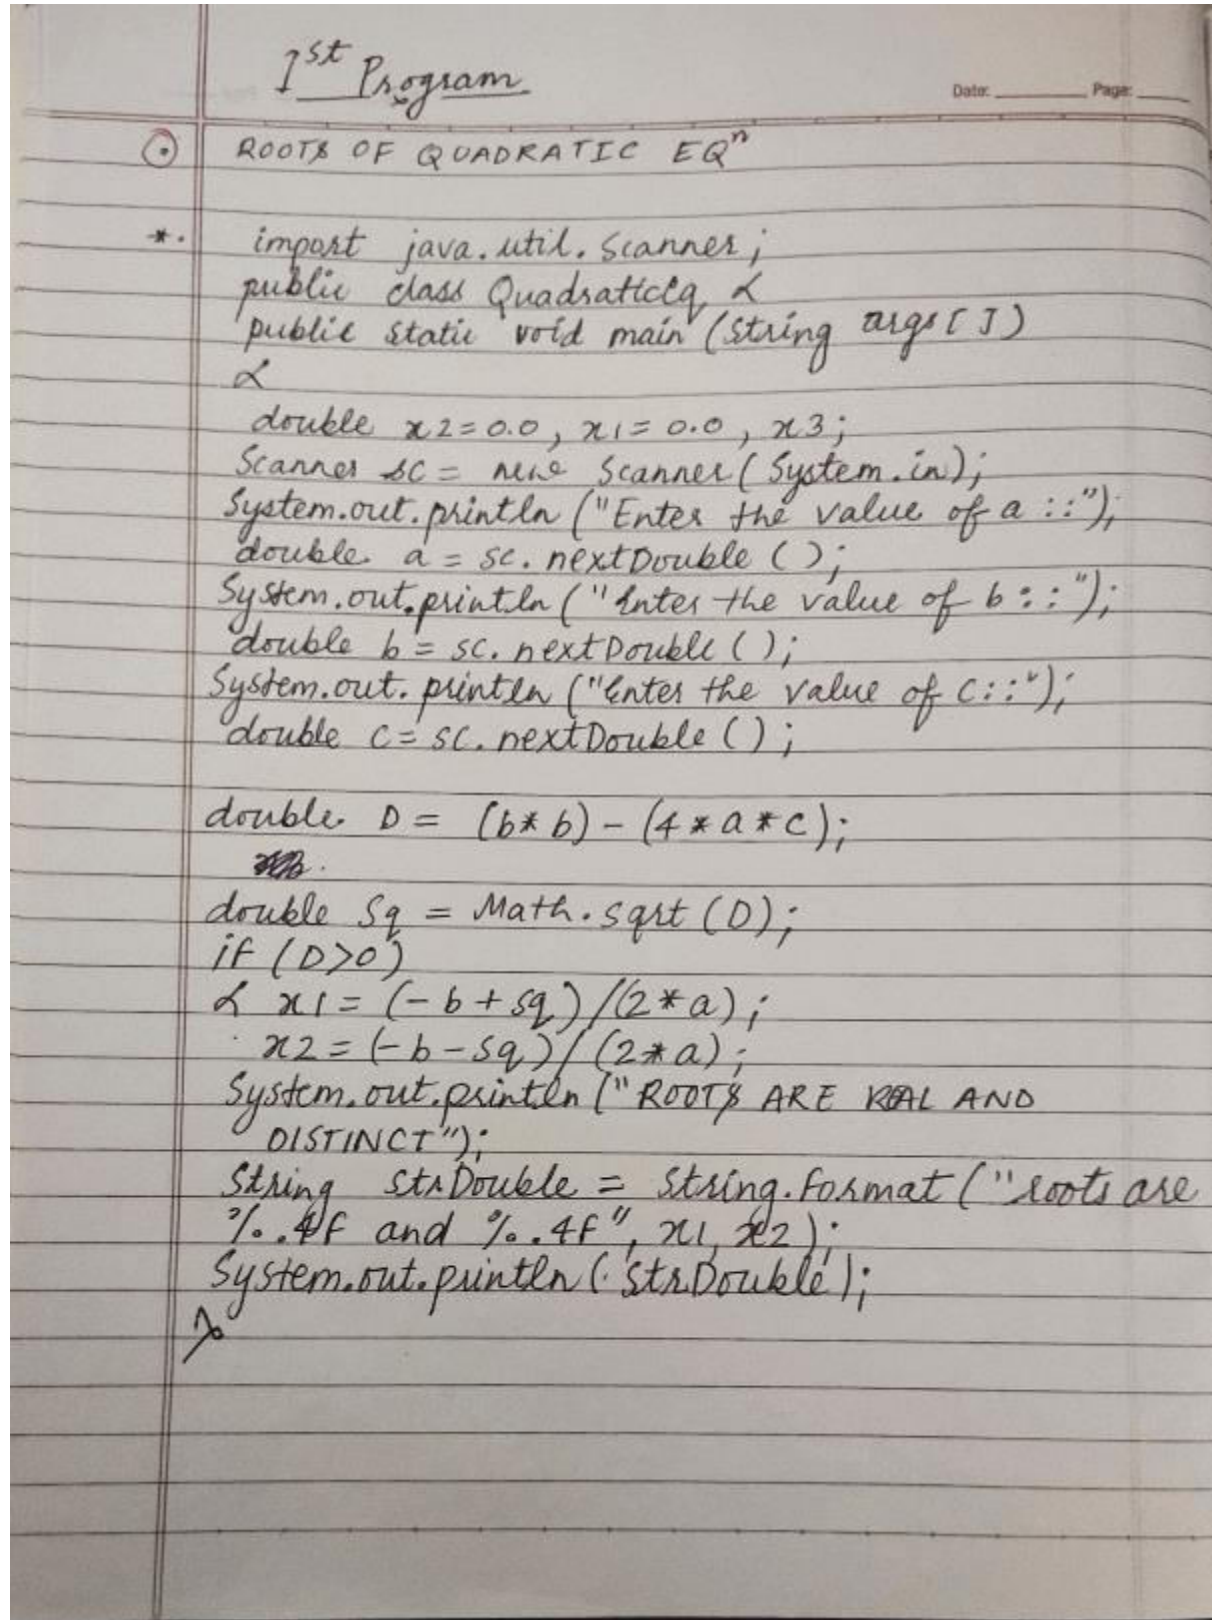 1st Program
Date: Page:
ROOTS OF QUADRATIC EQn
*. import java.util.Scanner;
public class QuadraticEq {
public static void main (String args[])
{
double x2=0.0, x1=0.0, x3;
Scanner sc = new Scanner(System.in);
System.out.println("Enter the value of a ::");
double a = sc.nextDouble();
System.out.println("Enter the value of b::");
double b = sc.nextDouble();
System.out.println("Enter the value of c::");
double c = sc.nextDouble();
double D = (b*b)-(4*a*c);
double sq = Math.sqrt(D);
if (D>0)
{ x1=(-b+sq)/(2*a);
x2=(-b-sq)/(2*a);
System.out.println("ROOTS ARE REAL AND
DISTINCT");
String strDouble = String.format("roots are
%.4f and %.4f", x1, x2);
System.out.println(strDouble);
}